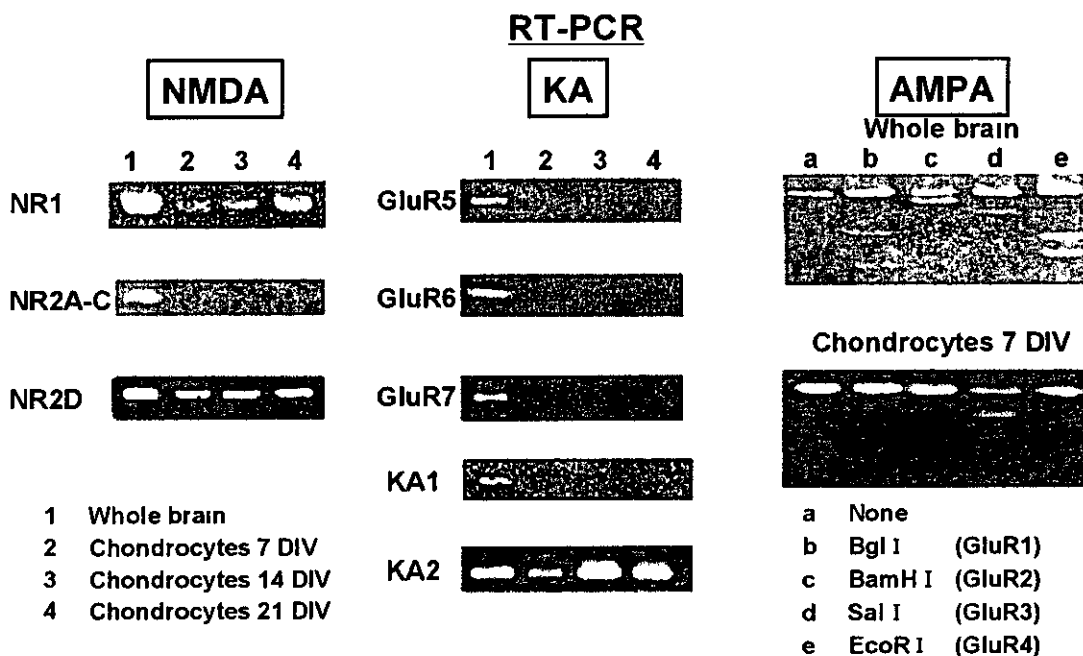 RT-PCR
NMDA
1 2 3 4
NR1
NR2A-C
NR2D
1 Whole brain
2 Chondrocytes 7 DIV
3 Chondrocytes 14 DIV
4 Chondrocytes 21 DIV
KA
1 2 3 4
GluR5
GluR6
GluR7
KA1
KA2
AMPA
Whole brain
a b c d e
Chondrocytes 7 DIV
a None
b Bgl I (GluR1)
c BamH I (GluR2)
d Sal I (GluR3)
e EcoR I (GluR4)